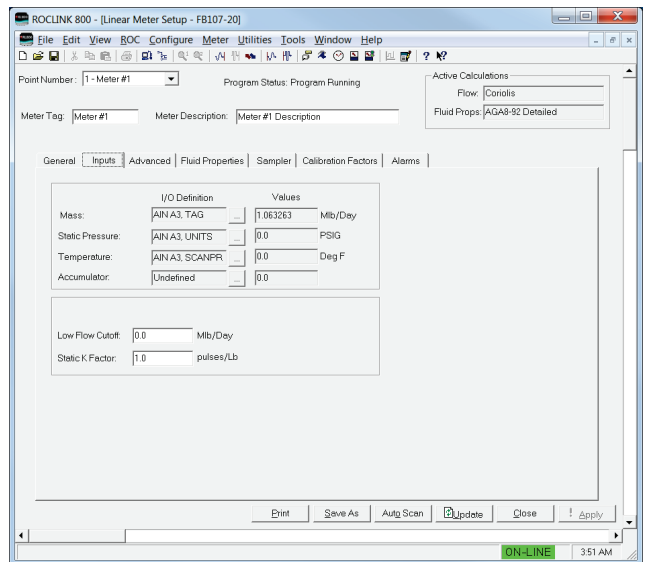 ROCLINK 800 - [Linear Meter Setup - FB107-20]
File Edit View ROC Configure Meter Utilities Tools Window Help
Point Number: 1 - Meter #1 Program Status: Program Running
Active Calculations
Flow: Coriolis
Fluid Props: AGA8-92 Detailed
Meter Tag: Meter #1 Meter Description: Meter #1 Description
General Inputs Advanced Fluid Properties Sampler Calibration Factors Alarms
I/O Definition Values
Mass: AIN A3, TAG ... 1.063263 Mlb/Day
Static Pressure: AIN A3, UNITS ... 0.0 PSIG
Temperature: AIN A3, SCANPR ... 0.0 Deg F
Accumulator: Undefined ... 0.0
Low Flow Cutoff: 0.0 Mlb/Day
Static K Factor: 1.0 pulses/Lb
Print Save As Auto Scan Update Close ! Apply
ON-LINE 3:51 AM